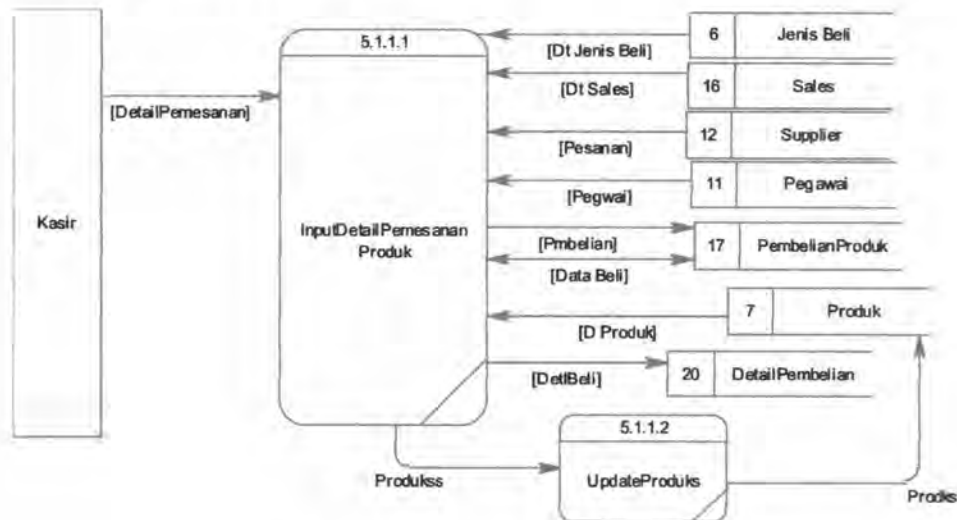 5.1.1.1
6 Jenis Beli
[Dt Jenis Beli]
16 Sales
[Dt Sales]
[DetailPemesanan]
12 Supplier
[Pesanan]
11 Pegawai
[Pegwai]
Kasir
InputDetailPemesanan
Produk
[Pmbelian]
17 PembelianProduk
[Data Beli]
7 Produk
[D Produk]
[DetlBeli]
20 DetailPembelian
5.1.1.2
Produkss
UpdateProduks
Prodks